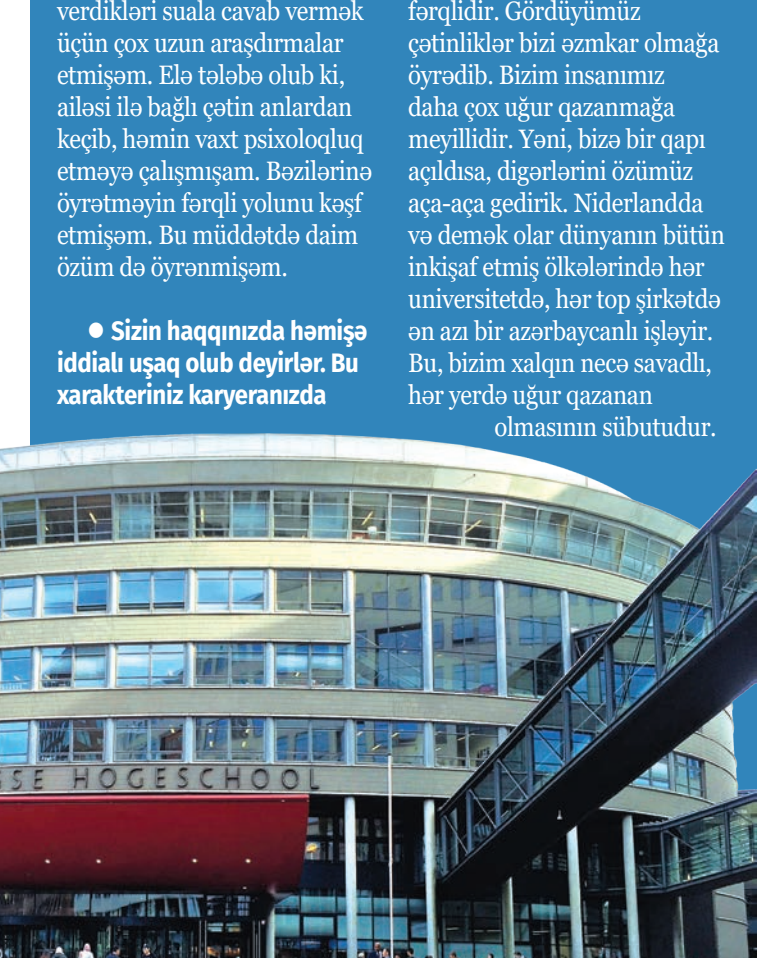 verdikləri suala cavab vermək
üçün çox uzun araşdırmalar
etmişəm. Elə tələbə olub ki,
ailəsi ilə bağlı çətin anlardan
keçib, həmin vaxt psixoloqluq
etməyə çalışmışam. Bəzilərinə
öyrətməyin fərqli yolunu kəşf
etmişəm. Bu müddətdə daim
özüm də öyrənmişəm.
● Sizin haqqınızda həmişə
iddialı uşaq olub deyirlər. Bu
xarakteriniz karyeranızda
fərqlidir. Gördüyümüz
çətinliklər bizi əzmkar olmağa
öyrədib. Bizim insanımız
daha çox uğur qazanmağa
meyillidir. Yəni, bizə bir qapı
açıldısa, digərlərini özümüz
aça-aça gedirik. Niderlandda
və demək olar dünyanın bütün
inkişaf etmiş ölkələrində hər
universitetdə, hər top şirkətdə
ən azı bir azərbaycanlı işləyir.
Bu, bizim xalqın necə savadlı,
hər yerdə uğur qazanan
olmasının sübutudur.
SE HOGESCHOOL